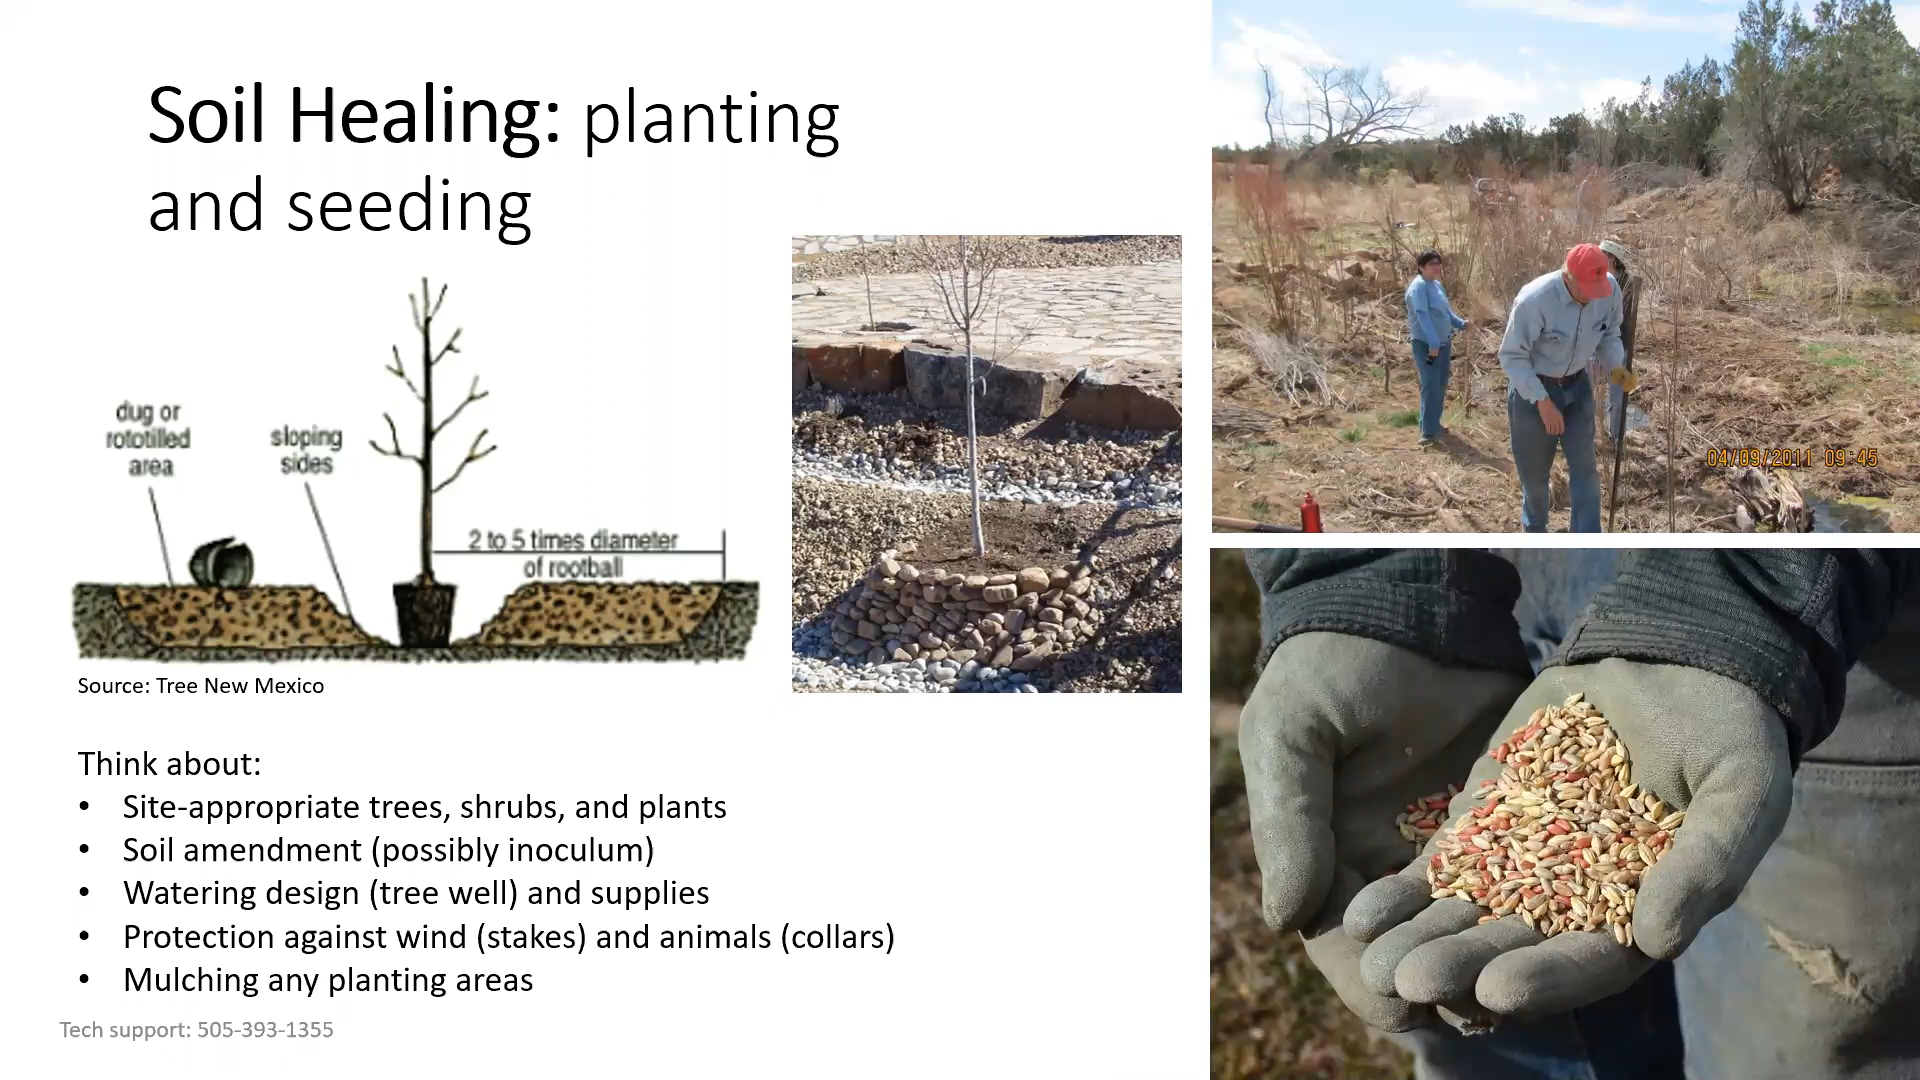 Soil Healing: planting
and seeding
dug or
rototilled
area
sloping
sides
2 to 5 times diameter
of rootball
Source: Tree New Mexico
04/09/2011 09:45
Think about:
• Site-appropriate trees, shrubs, and plants
• Soil amendment (possibly inoculum)
• Watering design (tree well) and supplies
• Protection against wind (stakes) and animals (collars)
• Mulching any planting areas
Tech support: 505-393-1355